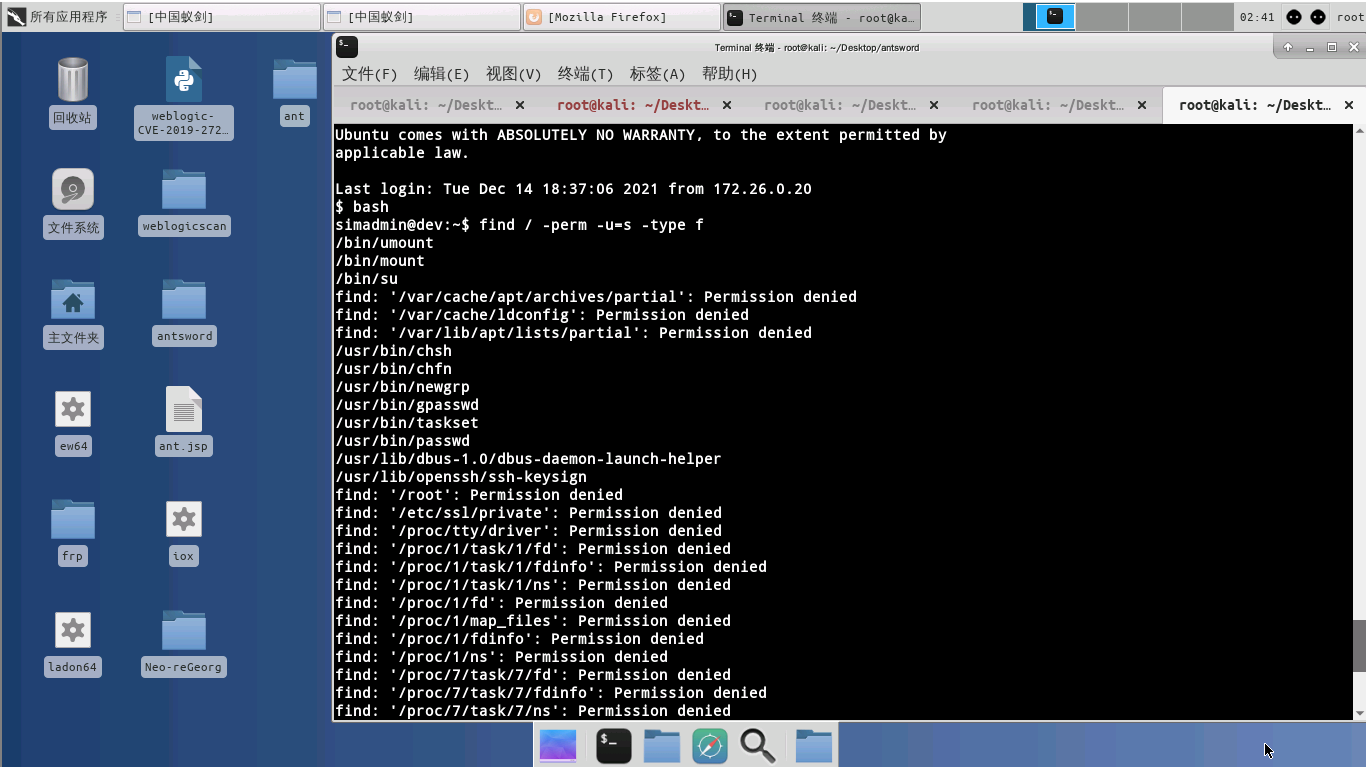 所有应用程序
[中国蚁剑]
[中国蚁剑]
[Mozilla Firefox]
Terminal 终端 - root@ka…
02:41
root
Terminal 终端 - root@kali: ~/Desktop/antsword
文件(F) 编辑(E) 视图(V) 终端(T) 标签(A) 帮助(H)
root@kali: ~/Deskt…
root@kali: ~/Deskt…
root@kali: ~/Deskt…
root@kali: ~/Deskt…
root@kali: ~/Deskt…
回收站
weblogic-
CVE-2019-272…
ant
文件系统
weblogicscan
主文件夹
antsword
ew64
ant.jsp
frp
iox
ladon64
Neo-reGeorg
Ubuntu comes with ABSOLUTELY NO WARRANTY, to the extent permitted by
applicable law.
Last login: Tue Dec 14 18:37:06 2021 from 172.26.0.20
$ bash
simadmin@dev:~$ find / -perm -u=s -type f
/bin/umount
/bin/mount
/bin/su
find: '/var/cache/apt/archives/partial': Permission denied
find: '/var/cache/ldconfig': Permission denied
find: '/var/lib/apt/lists/partial': Permission denied
/usr/bin/chsh
/usr/bin/chfn
/usr/bin/newgrp
/usr/bin/gpasswd
/usr/bin/taskset
/usr/bin/passwd
/usr/lib/dbus-1.0/dbus-daemon-launch-helper
/usr/lib/openssh/ssh-keysign
find: '/root': Permission denied
find: '/etc/ssl/private': Permission denied
find: '/proc/tty/driver': Permission denied
find: '/proc/1/task/1/fd': Permission denied
find: '/proc/1/task/1/fdinfo': Permission denied
find: '/proc/1/task/1/ns': Permission denied
find: '/proc/1/fd': Permission denied
find: '/proc/1/map_files': Permission denied
find: '/proc/1/fdinfo': Permission denied
find: '/proc/1/ns': Permission denied
find: '/proc/7/task/7/fd': Permission denied
find: '/proc/7/task/7/fdinfo': Permission denied
find: '/proc/7/task/7/ns': Permission denied